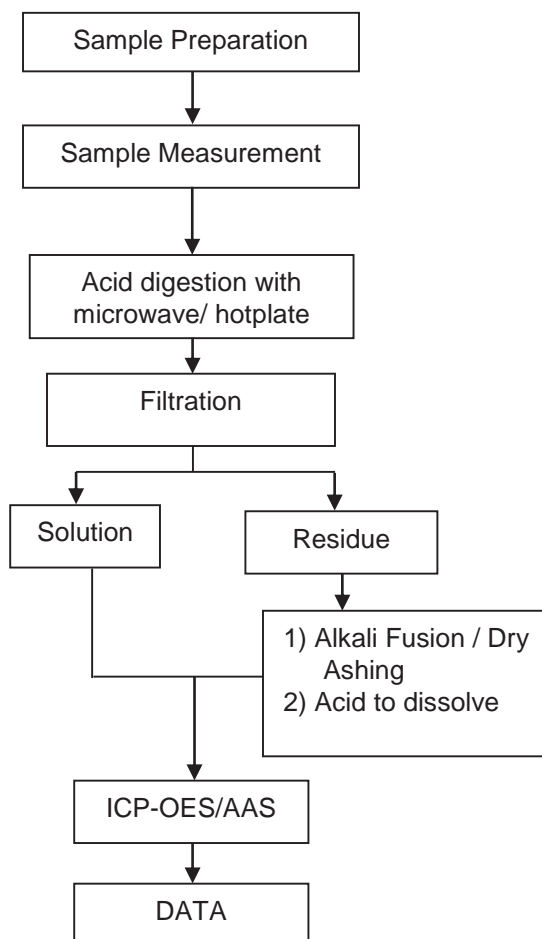 Sample Preparation
Sample Measurement
Acid digestion with
microwave/ hotplate
Filtration
Solution
Residue
1) Alkali Fusion / Dry
Ashing
2) Acid to dissolve
ICP-OES/AAS
DATA